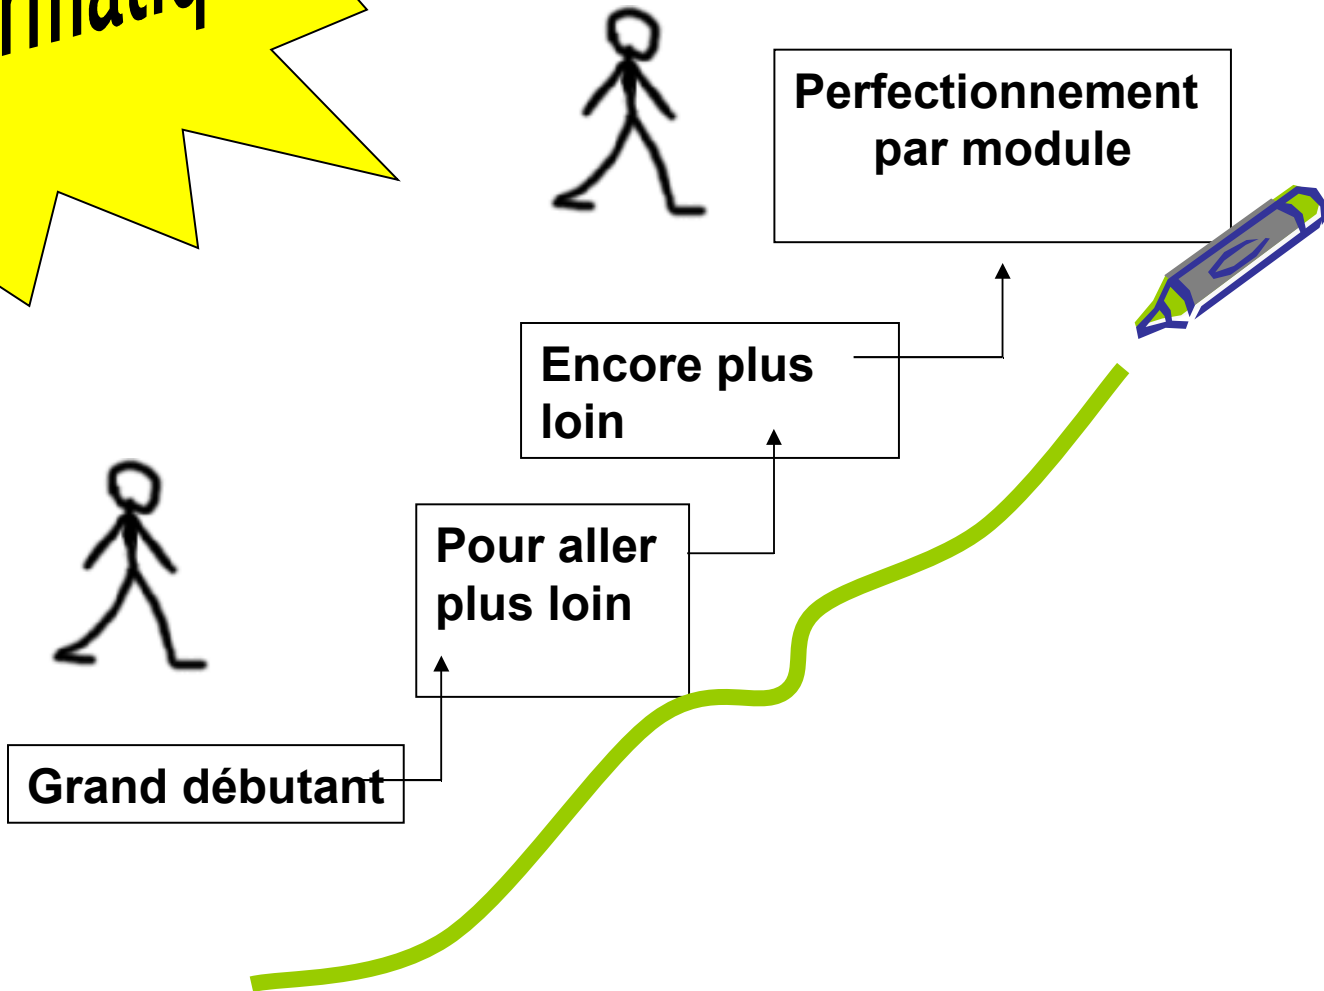 Perfectionnement
par module
Encore plus
loin
Pour aller
plus loin
Grand débutant